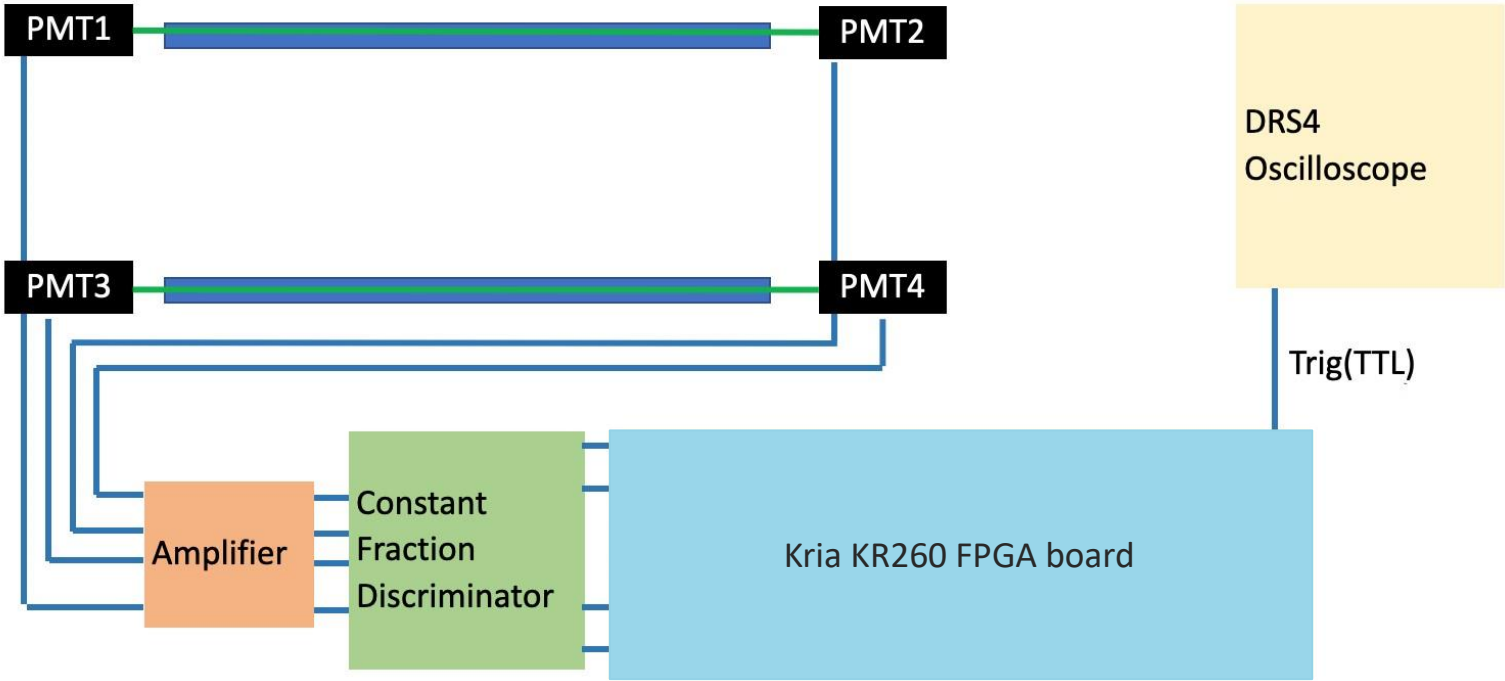 PMT1
PMT2
DRS4
Oscilloscope
PMT3
PMT4
Trig(TTL)
Constant
Fraction
Discriminator
Amplifier
Kria KR260 FPGA board